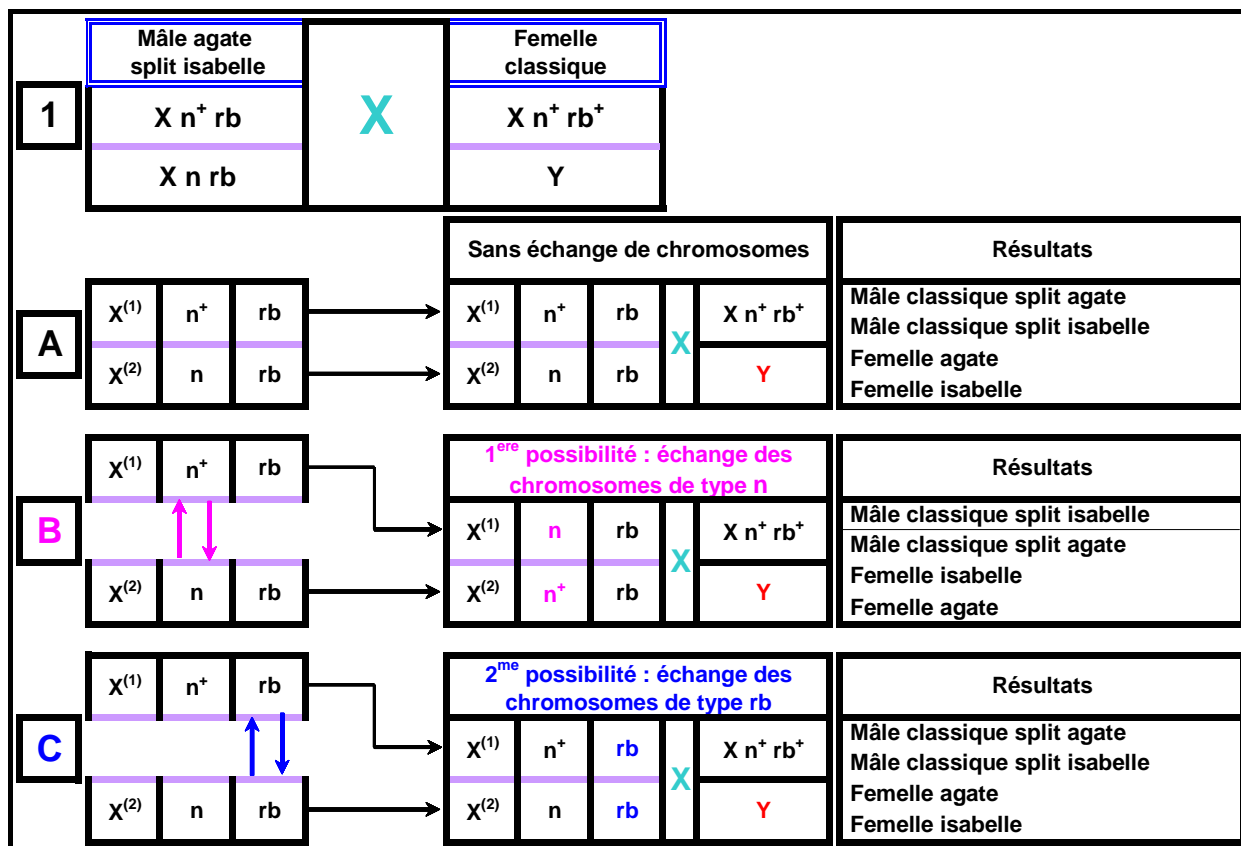 Mâle agate
split isabelle
Femelle
classique
1
X n⁺ rb
X
X n⁺ rb⁺
X n rb
Y
Sans échange de chromosomes
Résultats
A
X⁽¹⁾ n⁺ rb
X⁽¹⁾ n⁺ rb
X
X n⁺ rb⁺
X⁽²⁾ n rb
X⁽²⁾ n rb
Y
Mâle classique split agate
Mâle classique split isabelle
Femelle agate
Femelle isabelle
B
X⁽¹⁾ n⁺ rb
1ᵉʳᵉ possibilité : échange des
chromosomes de type n
Résultats
X⁽¹⁾ n rb
X
X n⁺ rb⁺
X⁽²⁾ n rb
X⁽²⁾ n⁺ rb
Y
Mâle classique split isabelle
Mâle classique split agate
Femelle isabelle
Femelle agate
C
X⁽¹⁾ n⁺ rb
2ᵐᵉ possibilité : échange des
chromosomes de type rb
Résultats
X⁽¹⁾ n⁺ rb
X
X n⁺ rb⁺
X⁽²⁾ n rb
X⁽²⁾ n rb
Y
Mâle classique split agate
Mâle classique split isabelle
Femelle agate
Femelle isabelle